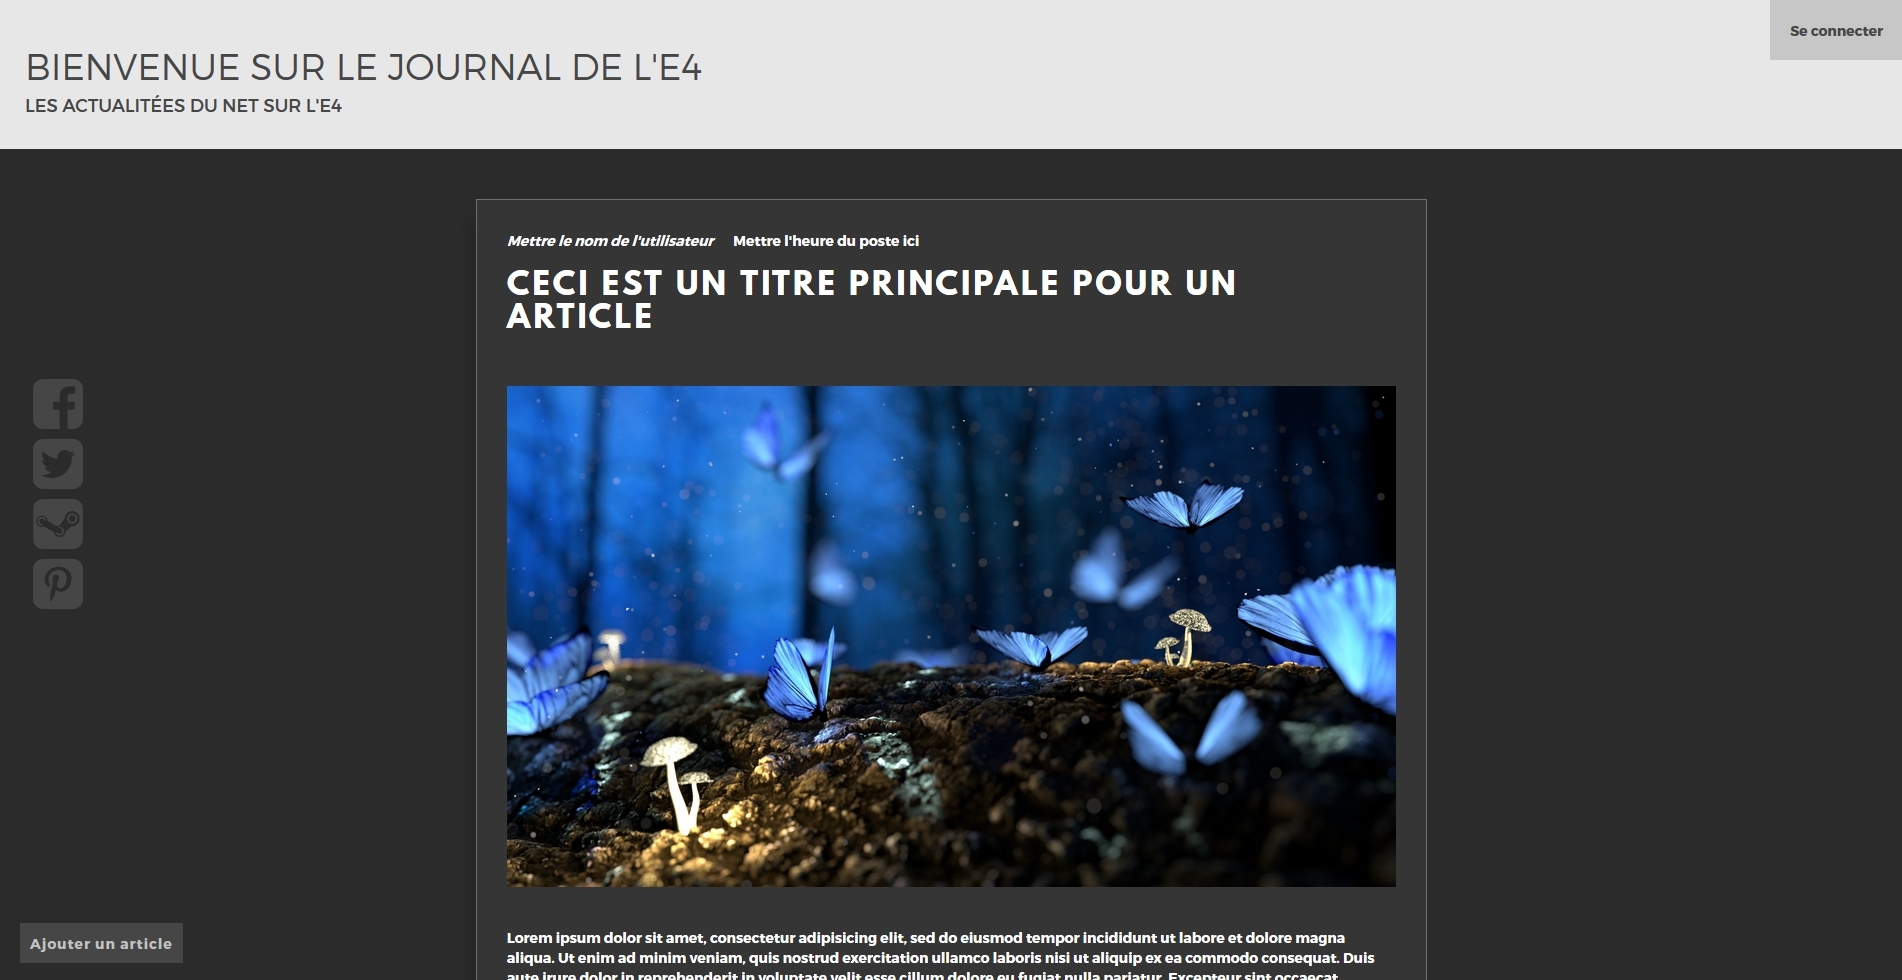 Se connecter
BIENVENUE SUR LE JOURNAL DE L'E4
LES ACTUALITÉES DU NET SUR L'E4
Mettre le nom de l'utilisateur Mettre l'heure du poste ici
CECI EST UN TITRE PRINCIPALE POUR UN
ARTICLE
Ajouter un article
Lorem ipsum dolor sit amet, consectetur adipisicing elit, sed do eiusmod tempor incididunt ut labore et dolore magna
aliqua. Ut enim ad minim veniam, quis nostrud exercitation ullamco laboris nisi ut aliquip ex ea commodo consequat. Duis
aute irure dolor in reprehenderit in voluptate velit esse cillum dolore eu fugiat nulla pariatur. Excepteur sint occaecat